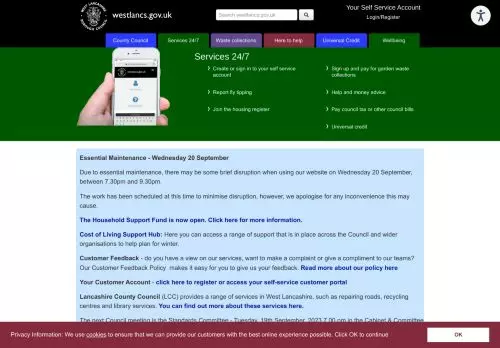 WEST LANCASHIRE BOROUGH COUNCIL
westlancs.gov.uk
Search westlancs.gov.uk
Your Self Service Account
Login/Register
County Council
Services 24/7
Waste collections
Here to help
Universal Credit
Wellbeing
Services 24/7
Create or sign in to your self service
account
Report fly tipping
Join the housing register
Sign up and pay for garden waste
collections
Help and money advice
Pay council tax or other council bills
Universal credit
Essential Maintenance - Wednesday 20 September
Due to essential maintenance, there may be some brief disruption when using our website on Wednesday 20 September,
between 7.30pm and 9.30pm.
The work has been scheduled at this time to minimise disruption, however, we apologise for any inconvenience this may
cause.
The Household Support Fund is now open. Click here for more information.
Cost of Living Support Hub: Here you can access a range of support that is in place across the Council and wider
organisations to help plan for winter.
Customer Feedback - do you have a view on our services, want to make a complaint or give a compliment to our teams?
Our Customer Feedback Policy makes it easy for you to give us your feedback. Read more about our policy here
Your Customer Account - click here to register or access your self-service customer portal
Lancashire County Council (LCC) provides a range of services in West Lancashire, such as repairing roads, recycling
centres and library services. You can find out more about these services here.
The next Council meeting is the Standards Committee - Tuesday, 19th September, 2023 7.00 pm in the Cabinet & Committee
Privacy Information: We use cookies to ensure that we can provide our customers with the best online experience possible. Click OK to continue
OK